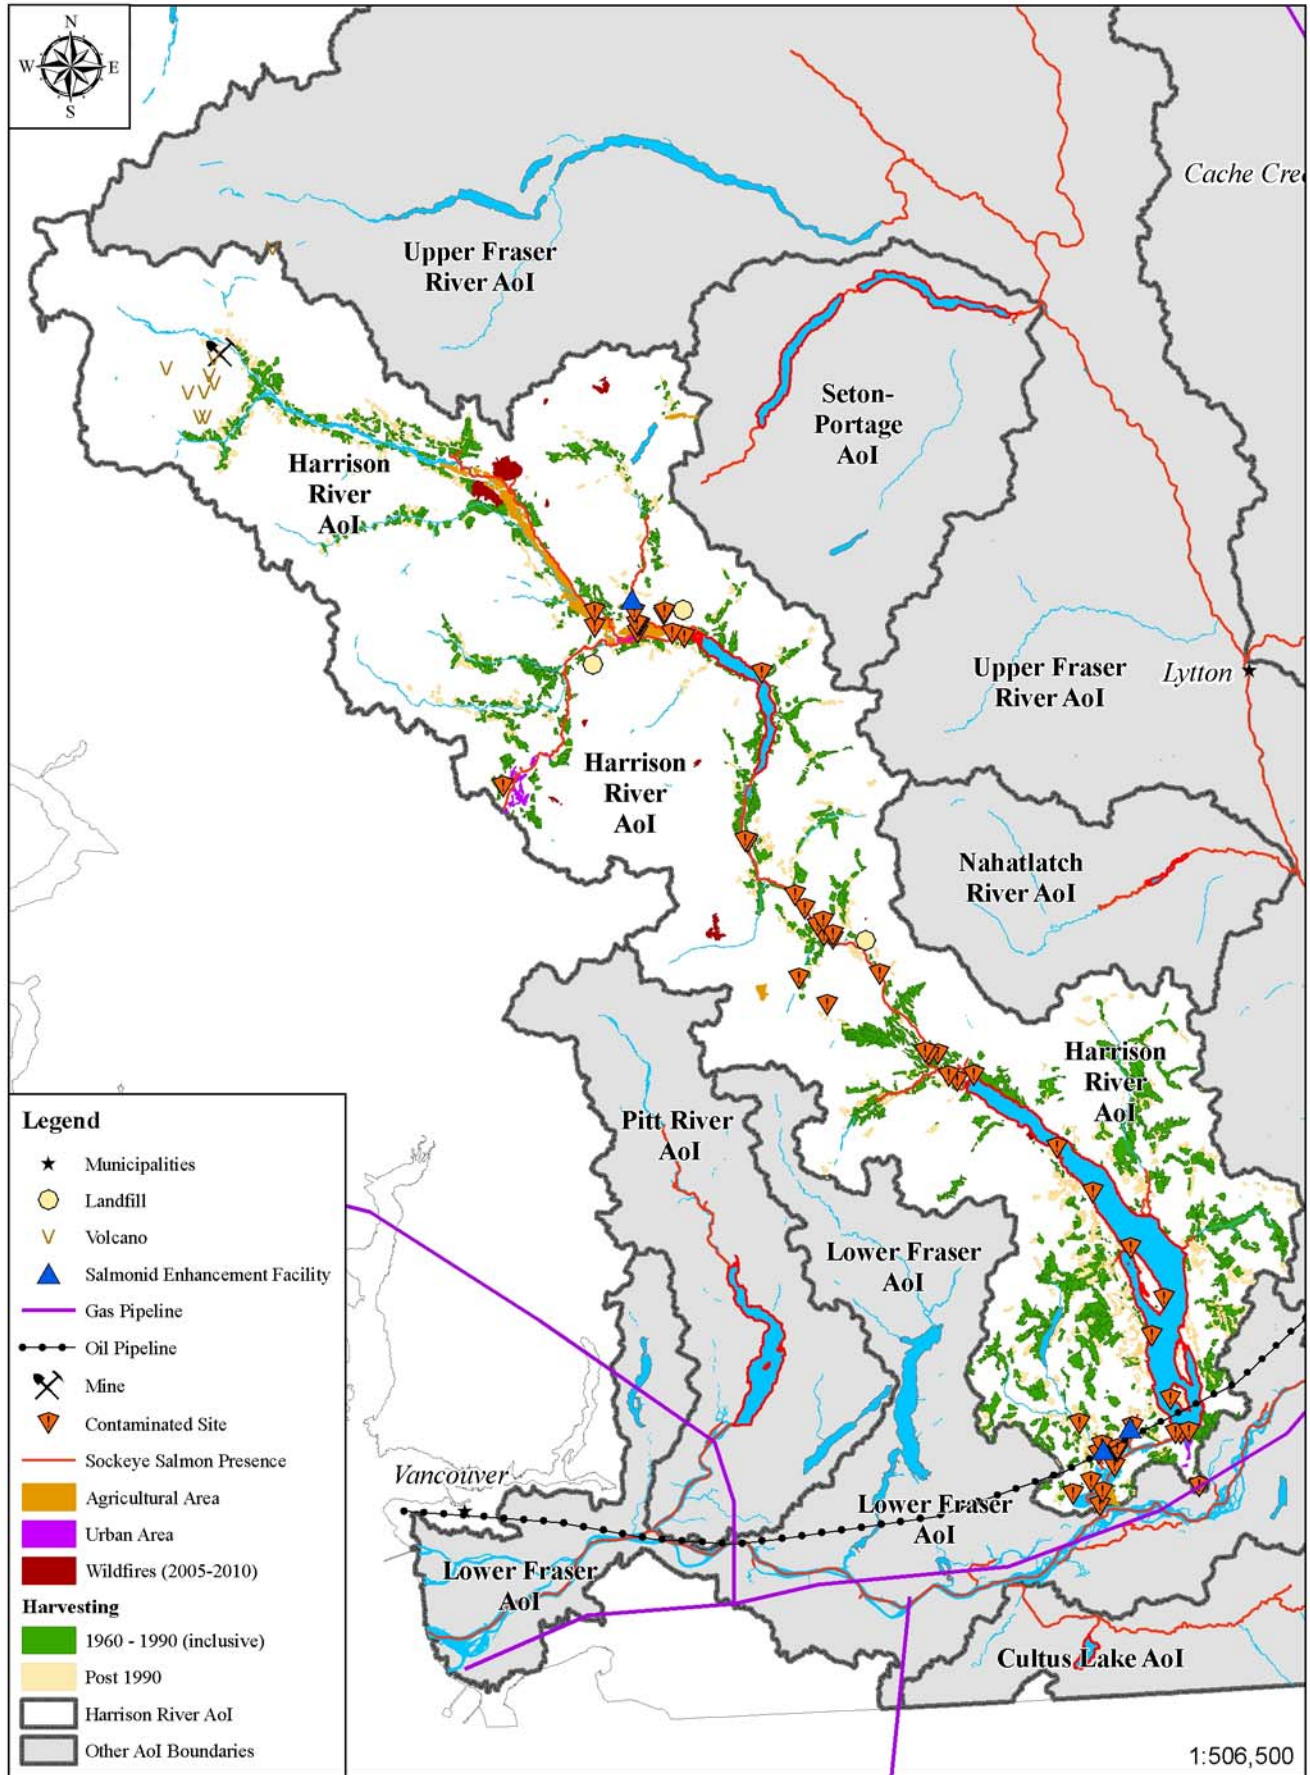 N
W E
S
Cache Cre
Upper Fraser
River AoI
Seton-
Portage
AoI
Harrison
River
AoI
Upper Fraser
River AoI
Lytton
Harrison
River
AoI
Nahatlatch
River AoI
Harrison
River
AoI
Pitt River
AoI
Lower Fraser
AoI
Vancouver
Lower Fraser
AoI
Lower Fraser
AoI
Cultus Lake AoI
Legend
Municipalities
Landfill
V Volcano
Salmonid Enhancement Facility
Gas Pipeline
Oil Pipeline
Mine
Contaminated Site
Sockeye Salmon Presence
Agricultural Area
Urban Area
Wildfires (2005-2010)
Harvesting
1960 - 1990 (inclusive)
Post 1990
Harrison River AoI
Other AoI Boundaries
1:506,500